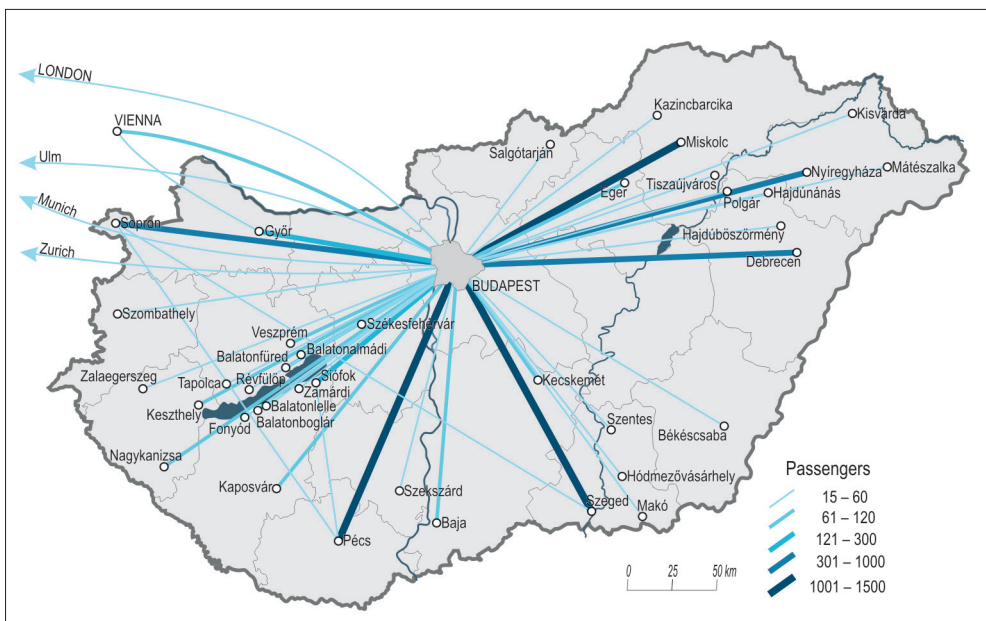 LONDON
VIENNA
Ulm
Munich
Zurich
Sopron
Győr
Szombathely
Zalaegerszeg
Salgótarján
Kazincbarcika
Miskolc
Kisvárda
Eger
Tiszaújváros
Nyíregyháza
Mátészalka
Polgár
Hajdúnánás
Hajdúböszörmény
Debrecen
BUDAPEST
Székesfehérvár
Veszprém
Balatonalmádi
Balatonfüred
Tapolca
Révfülöp
Siófok
Zamárdi
Keszthely
Balatonlelle
Fonyód
Balatonboglár
Nagykanizsa
Kaposvár
Szekszárd
Baja
Pécs
Kecskemét
Szentes
Békéscsaba
Hódmezővásárhely
Szeged
Makó
Passengers
15 – 60
61 – 120
121 – 300
301 – 1000
1001 – 1500
0 25 50 km